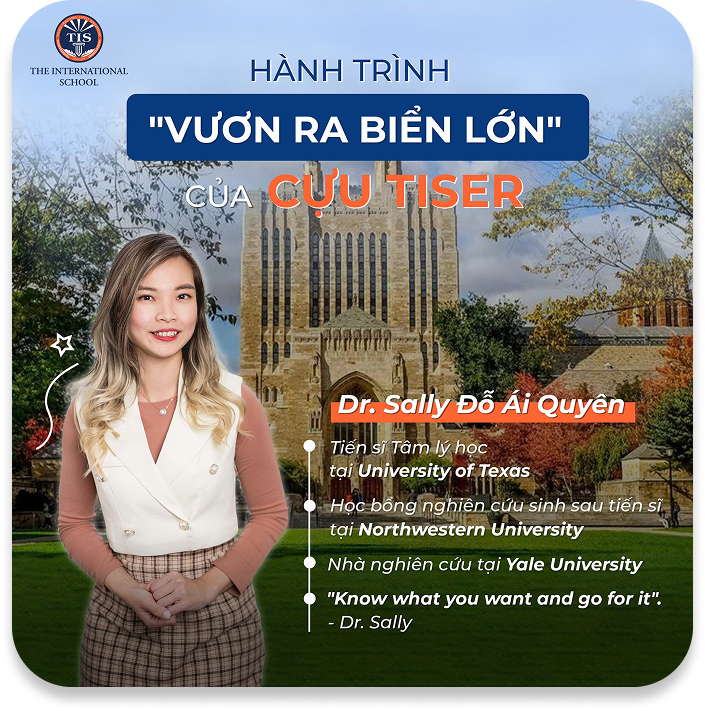 TIS
THE INTERNATIONAL
SCHOOL
HÀNH TRÌNH
"VƯƠN RA BIỂN LỚN"
CỦA CỰU TISER
Dr. Sally Đỗ Ái Quyên
Tiến sĩ Tâm lý học
tại University of Texas
Học bổng nghiên cứu sinh sau tiến sĩ
tại Northwestern University
Nhà nghiên cứu tại Yale University
"Know what you want and go for it".
- Dr. Sally